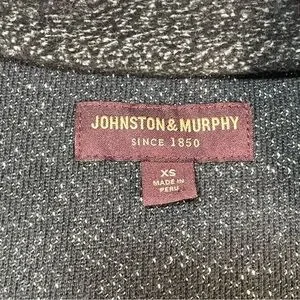 JOHNSTON & MURPHY
SINCE 1850
XS
MADE IN
PERU